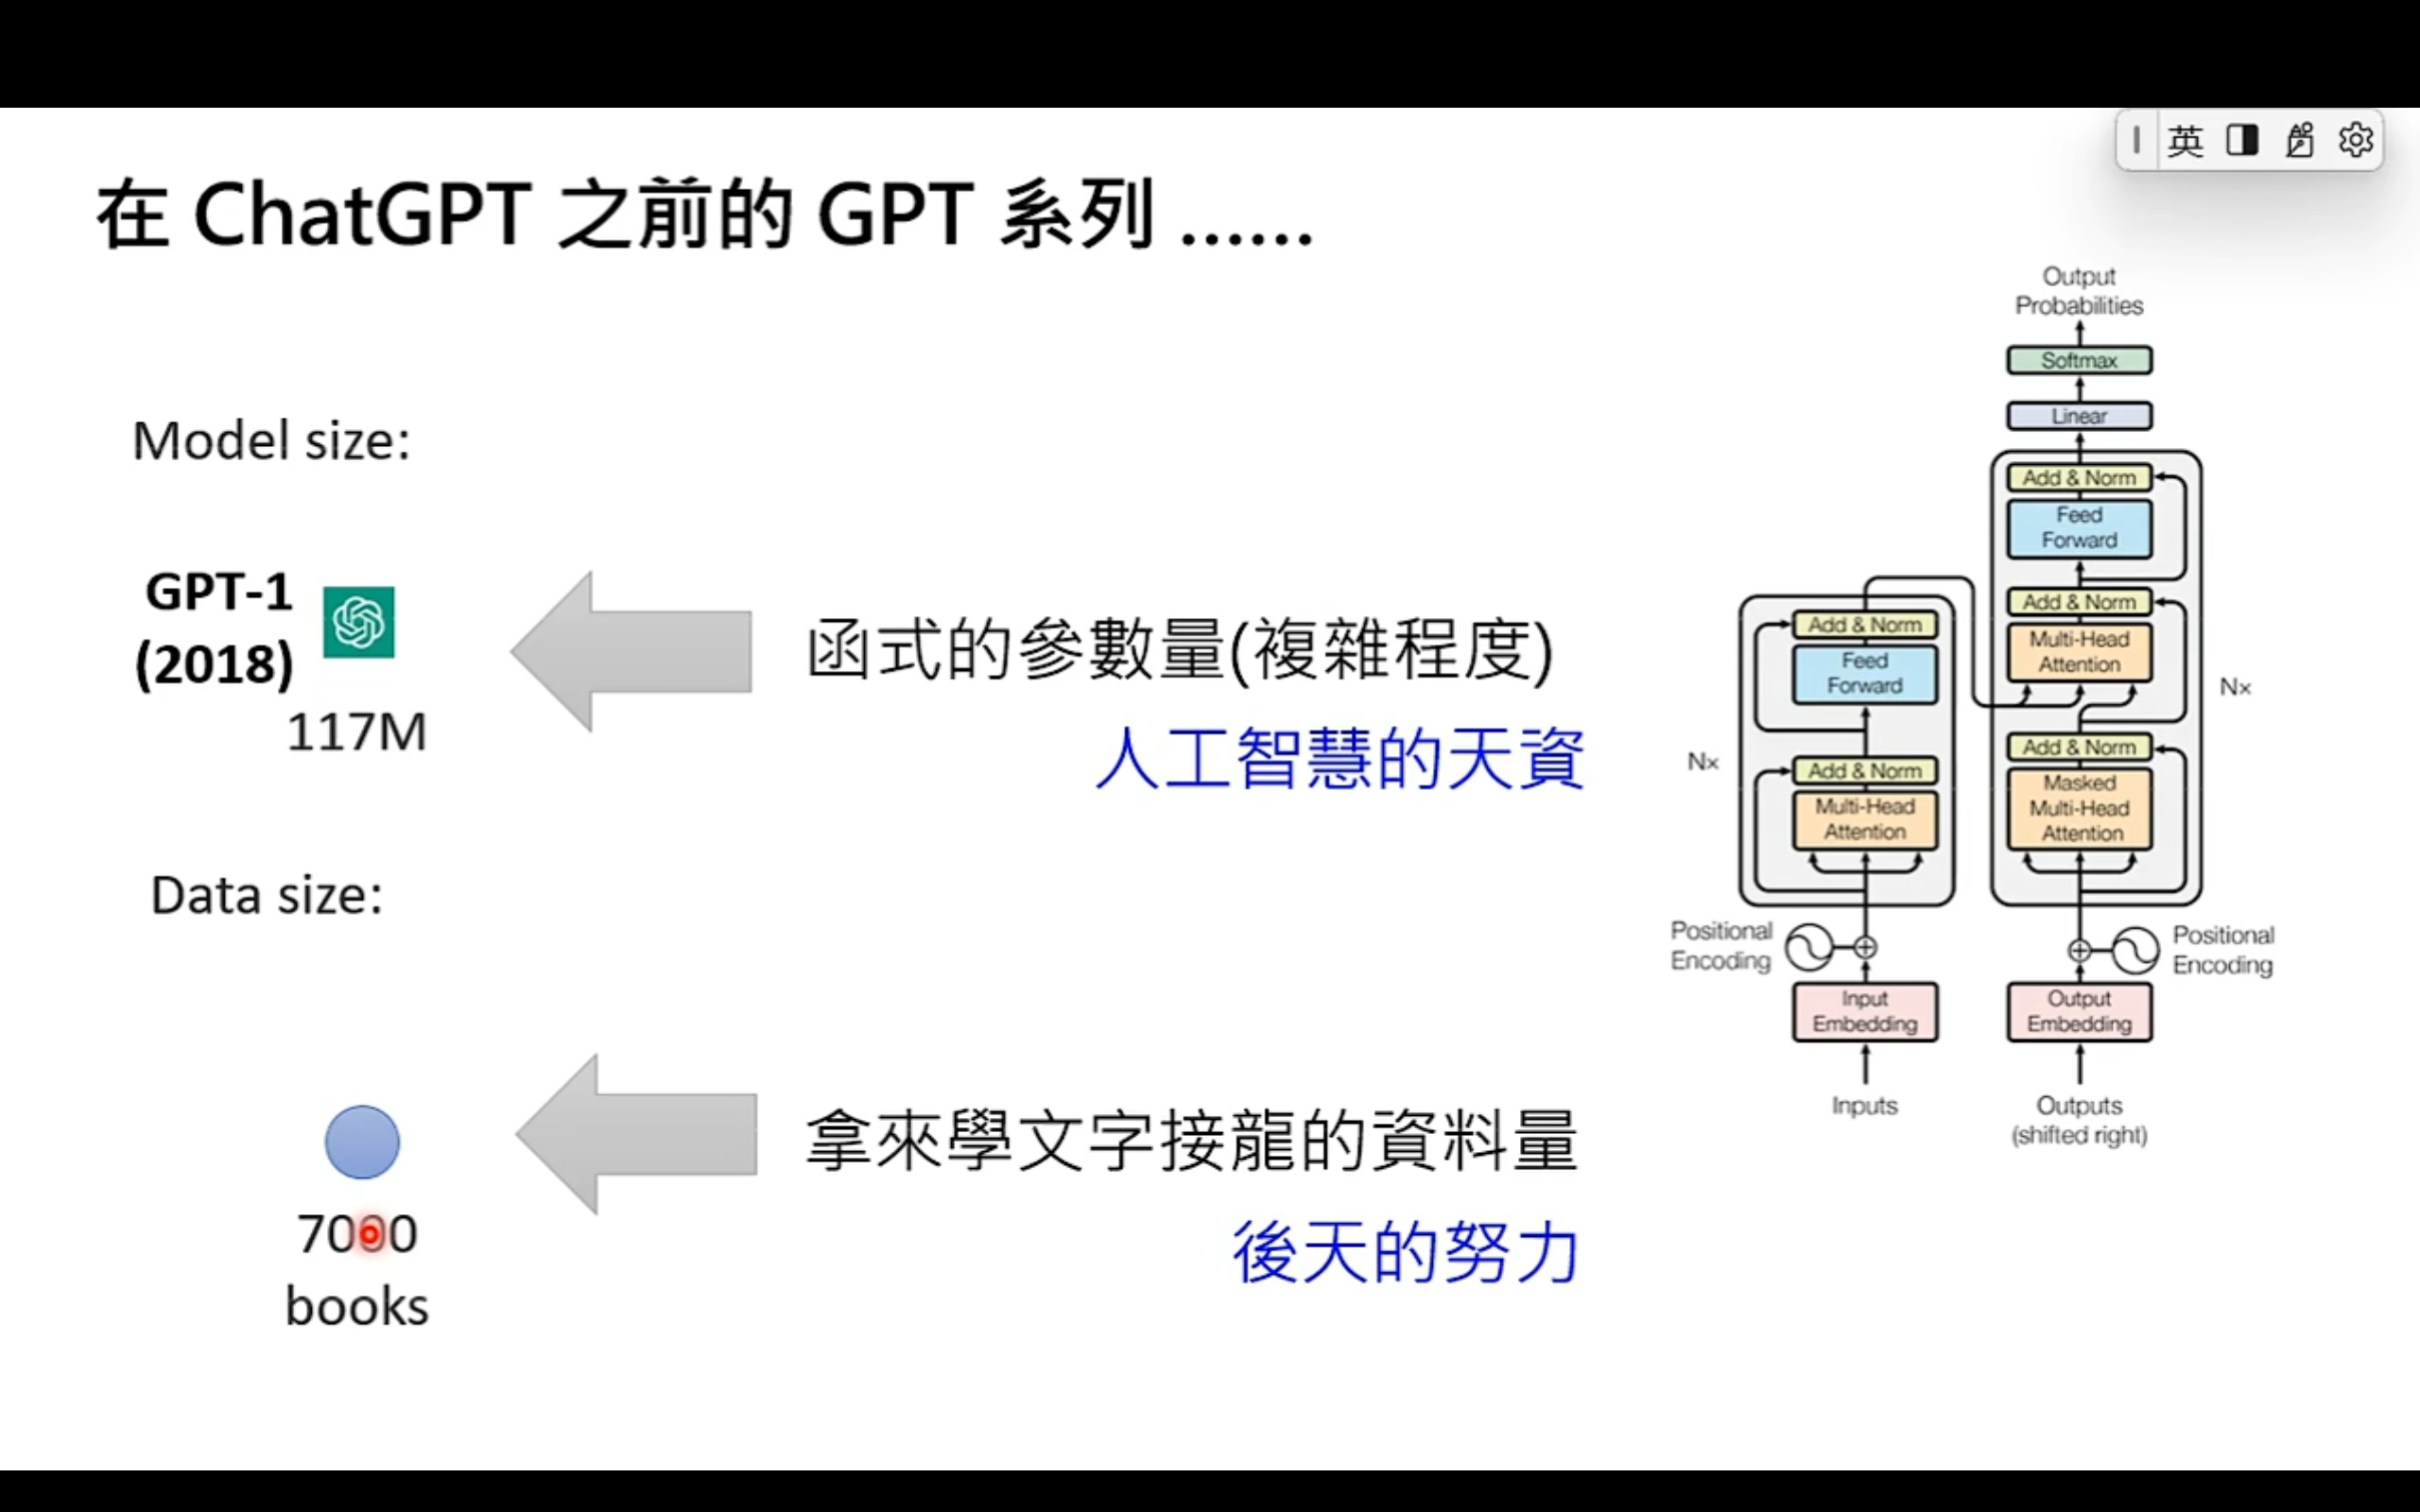 英
在 ChatGPT 之前的 GPT 系列 ......
Model size:
GPT-1
(2018)
117M
函式的參數量(複雜程度)
人工智慧的天資
Data size:
7000
books
拿來學文字接龍的資料量
後天的努力
Output
Probabilities
Softmax
Linear
Add & Norm
Feed
Forward
Add & Norm
Multi-Head
Attention
Nx
Add & Norm
Masked
Multi-Head
Attention
Add & Norm
Feed
Forward
Nx
Add & Norm
Multi-Head
Attention
Positional
Encoding
Positional
Encoding
Input
Embedding
Output
Embedding
Inputs
Outputs
(shifted right)